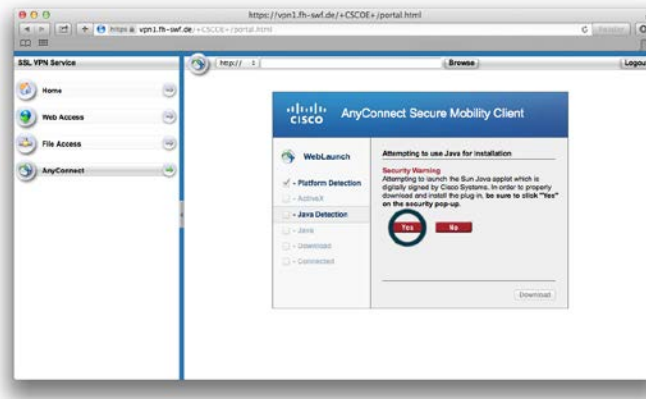 https://vpn1.fh-swf.de/+CSCOE+/portal.html
https vpn1.fh-swf.de/+CSCOE+/portal.html
Reader
SSL VPN Service
http://
Browse
Logout
Home
Web Access
File Access
AnyConnect
CISCO
AnyConnect Secure Mobility Client
WebLaunch
- Platform Detection
- ActiveX
- Java Detection
- Java
- Download
- Connected
Attempting to use Java for Installation
Security Warning
Attempting to launch the Sun Java applet which is
digitally signed by Cisco Systems. In order to properly
download and install the plug-in, be sure to click "Yes"
on the security pop-up.
Yes
No
Download